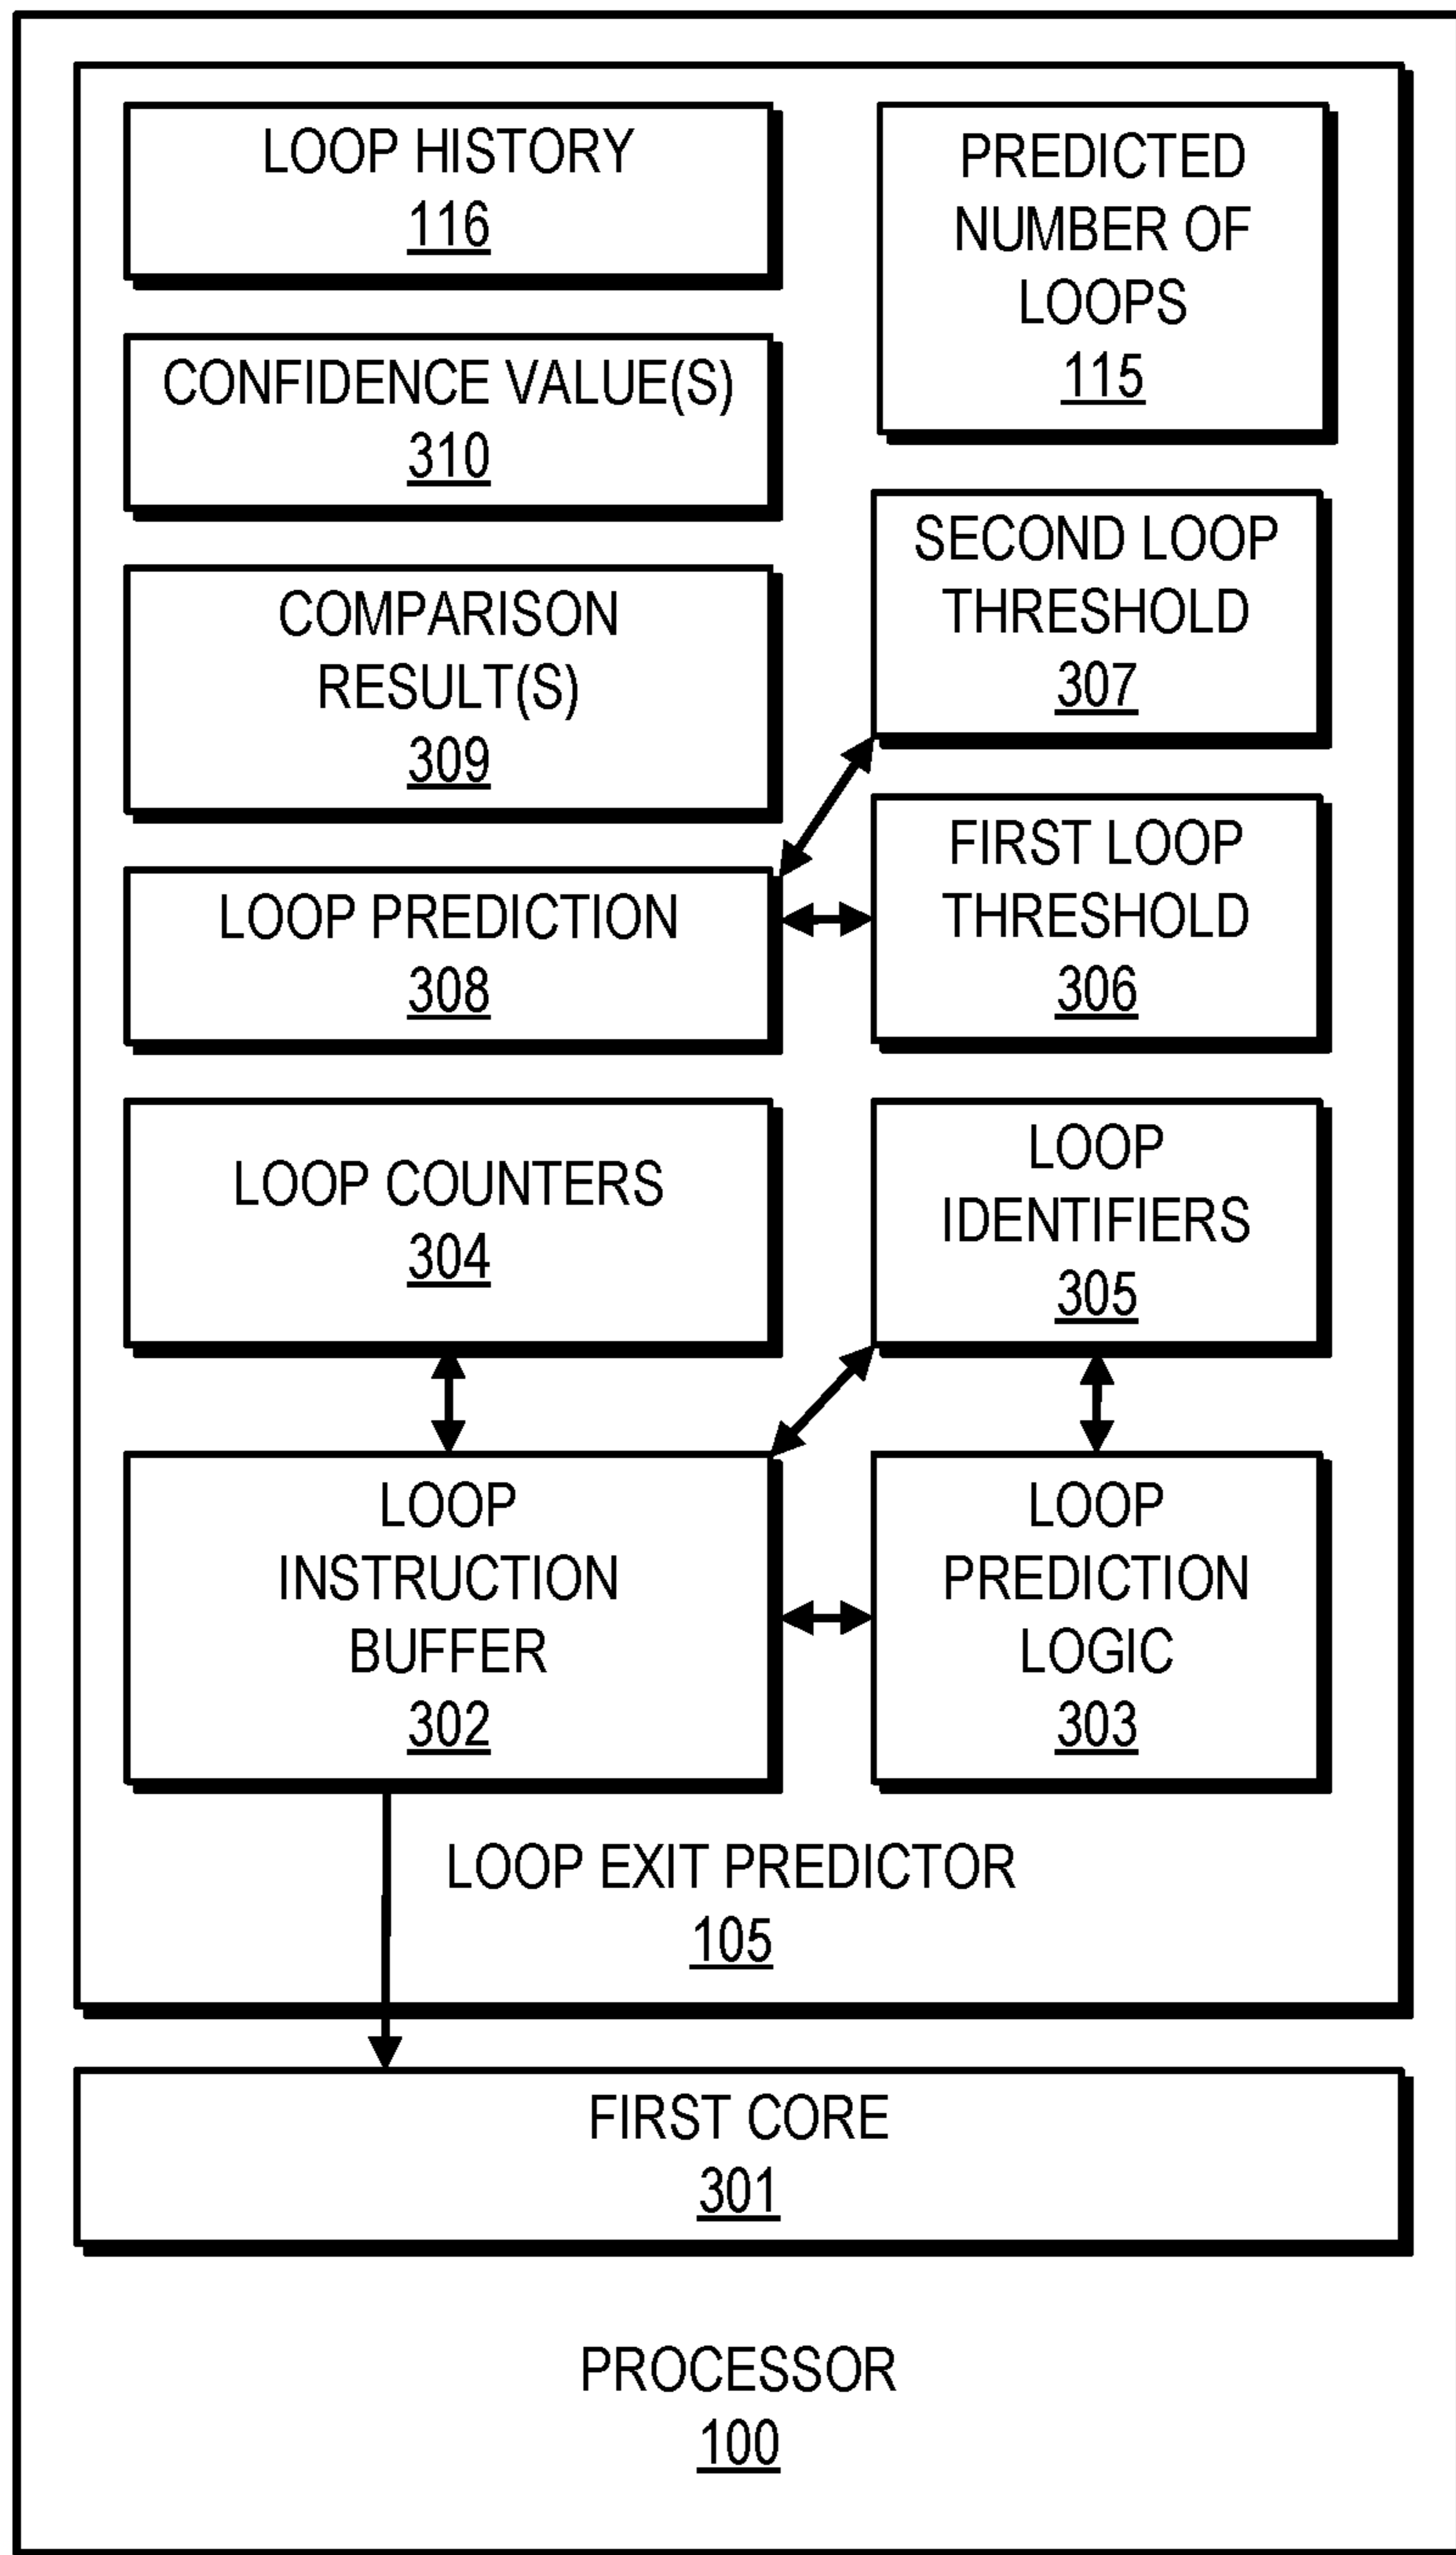 LOOP HISTORY
116
PREDICTED
NUMBER OF
LOOPS
115
CONFIDENCE VALUE(S)
310
SECOND LOOP
THRESHOLD
307
COMPARISON
RESULT(S)
309
FIRST LOOP
THRESHOLD
306
LOOP PREDICTION
308
LOOP COUNTERS
304
LOOP
IDENTIFIERS
305
LOOP
INSTRUCTION
BUFFER
302
LOOP
PREDICTION
LOGIC
303
LOOP EXIT PREDICTOR
105
FIRST CORE
301
PROCESSOR
100